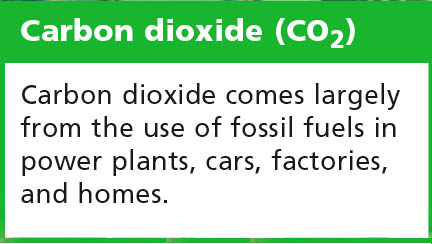 Carbon dioxide (CO₂)
Carbon dioxide comes largely
from the use of fossil fuels in
power plants, cars, factories,
and homes.